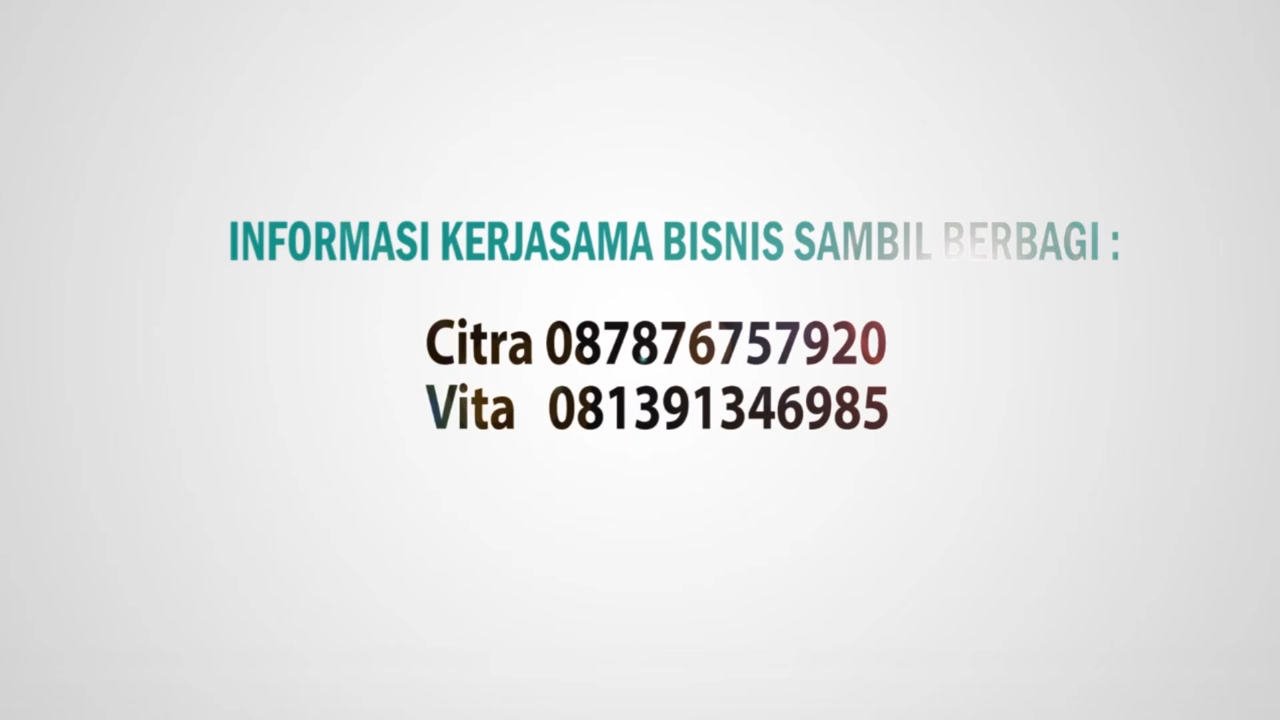 INFORMASI KERJASAMA BISNIS SAMBIL BERBAGI :
Citra 087876757920
Vita 081391346985